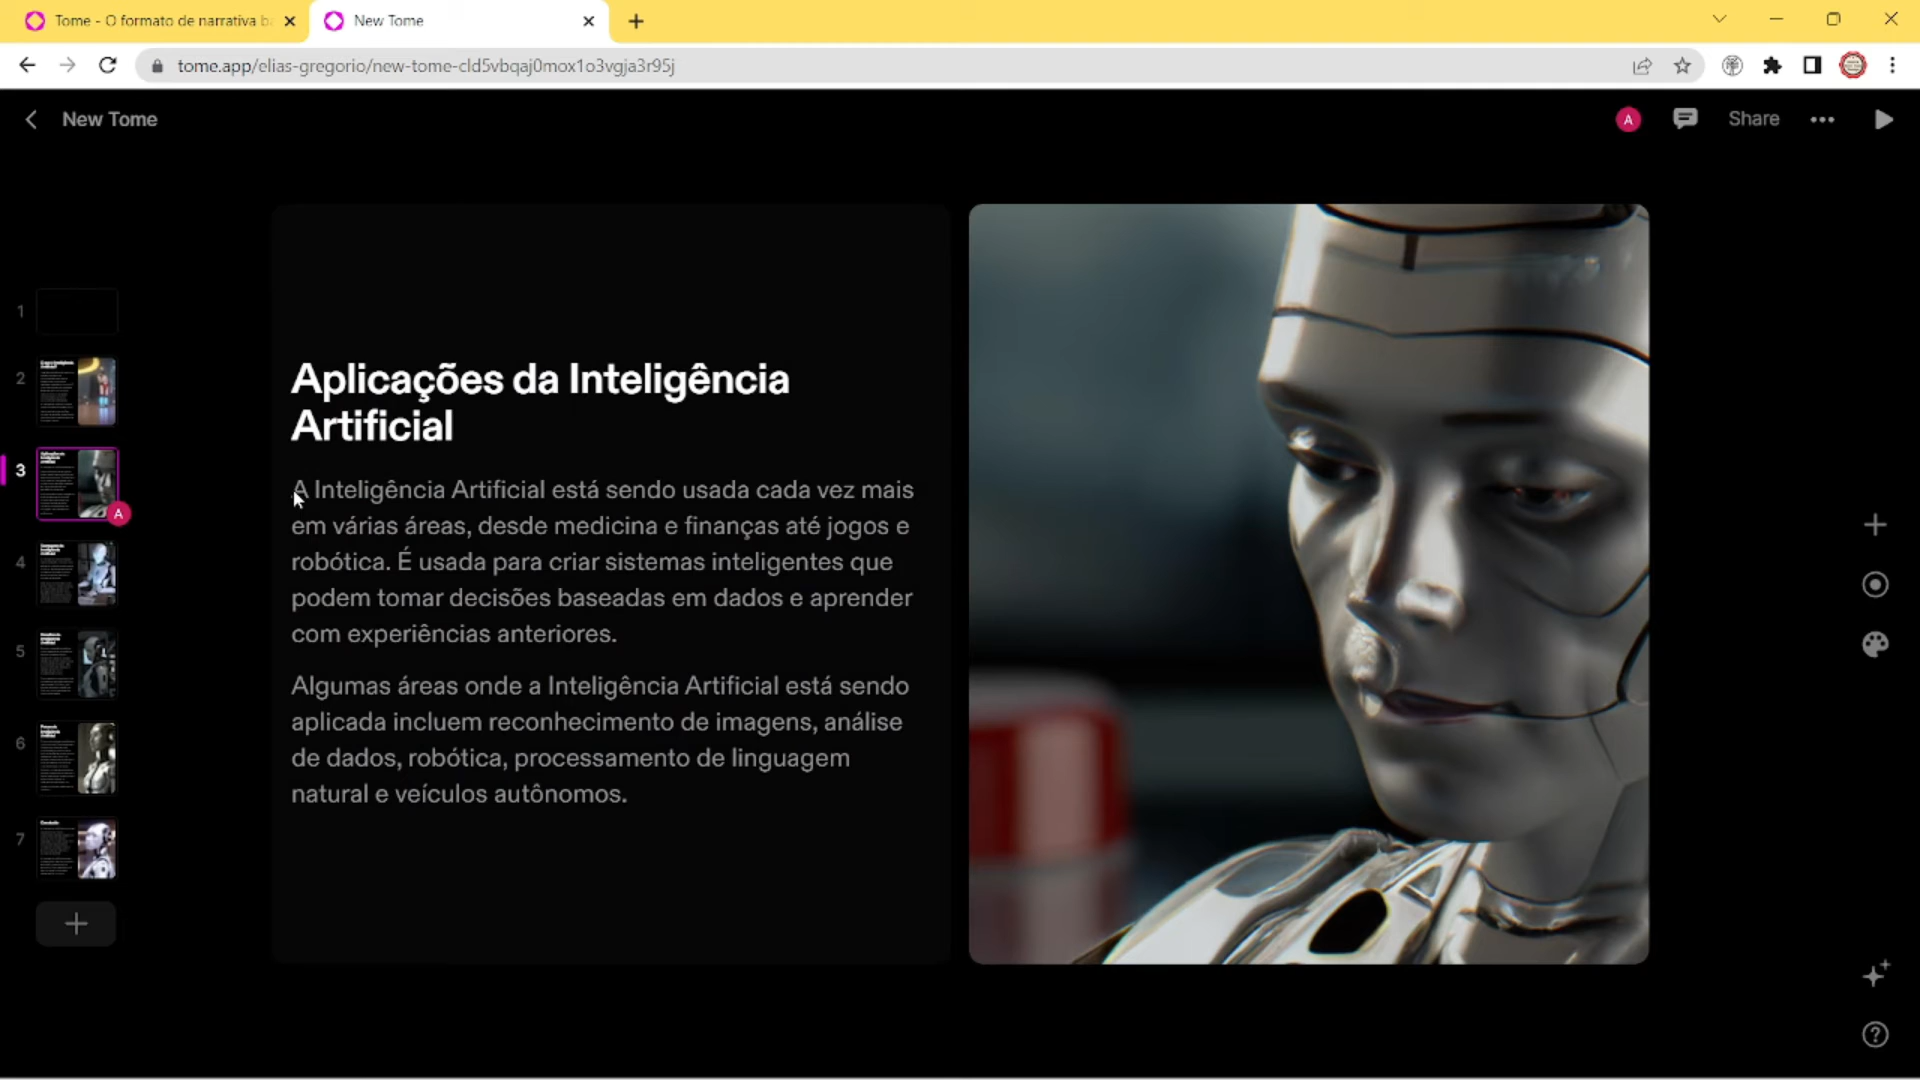 Tome - O formato de narrativa b
New Tome
tome.app/elias-gregorio/new-tome-cld5vbqaj0mox1o3vgja3r95j
New Tome
A
Share
Aplicações da Inteligência
Artificial
A Inteligência Artificial está sendo usada cada vez mais
em várias áreas, desde medicina e finanças até jogos e
robótica. É usada para criar sistemas inteligentes que
podem tomar decisões baseadas em dados e aprender
com experiências anteriores.
Algumas áreas onde a Inteligência Artificial está sendo
aplicada incluem reconhecimento de imagens, análise
de dados, robótica, processamento de linguagem
natural e veículos autônomos.
1
2
3
A
4
5
6
7